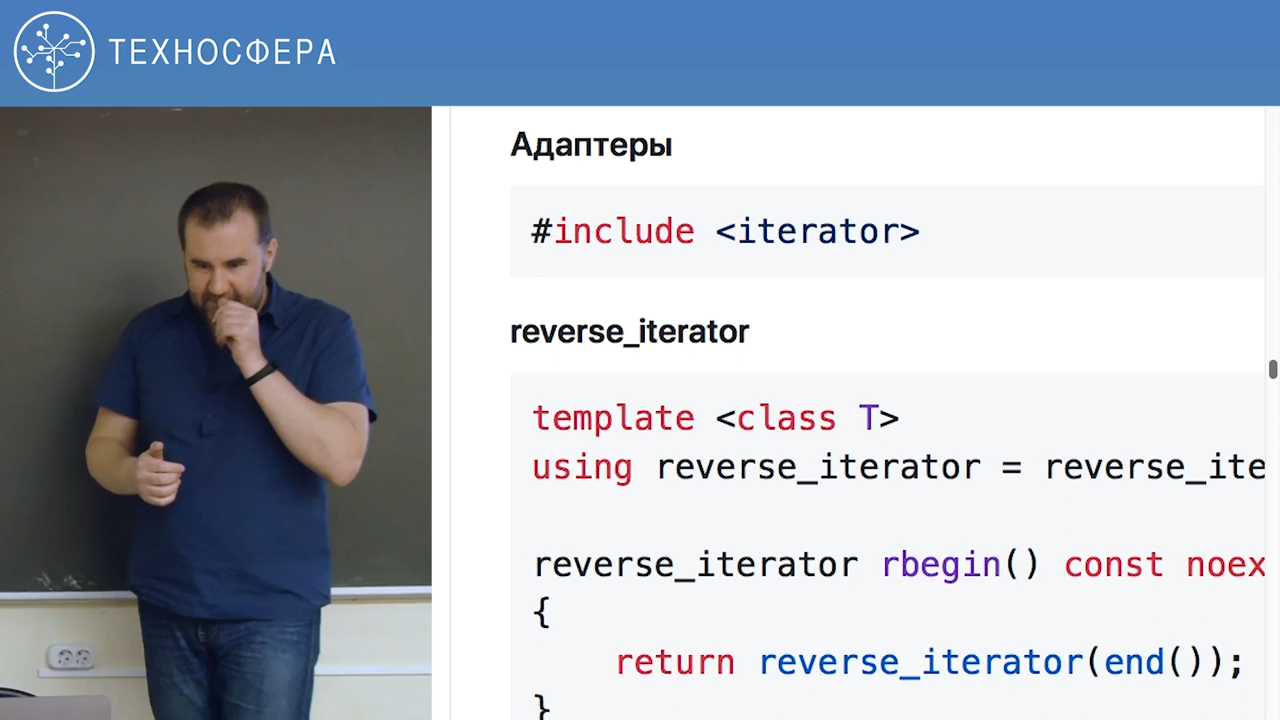 ТЕХНОСФЕРА
Адаптеры
#include <iterator>
reverse_iterator
template <class T>
using reverse_iterator = reverse_ite
reverse_iterator rbegin() const noex
{
return reverse_iterator(end());
}